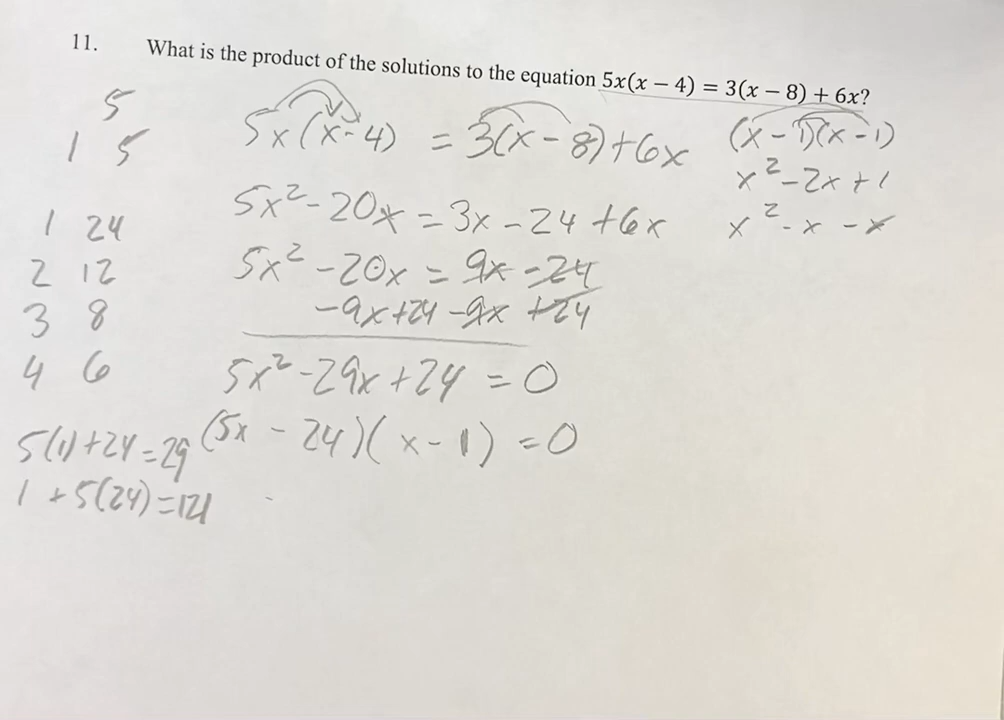 11. What is the product of the solutions to the equation 5x(x − 4) = 3(x − 8) + 6x?
5
1 5
5x(x-4) = 3(x-8)+6x
(x-1)(x-1)
x²-2x+1
x²-x-x
5x²-20x = 3x-24+6x
1 24
5x²-20x = 9x-24
2 12
-9x+24 -9x +24
3 8
5x²-29x+24 = 0
4 6
(5x-24)(x-1) = 0
5(1)+24=29
1+5(24)=121